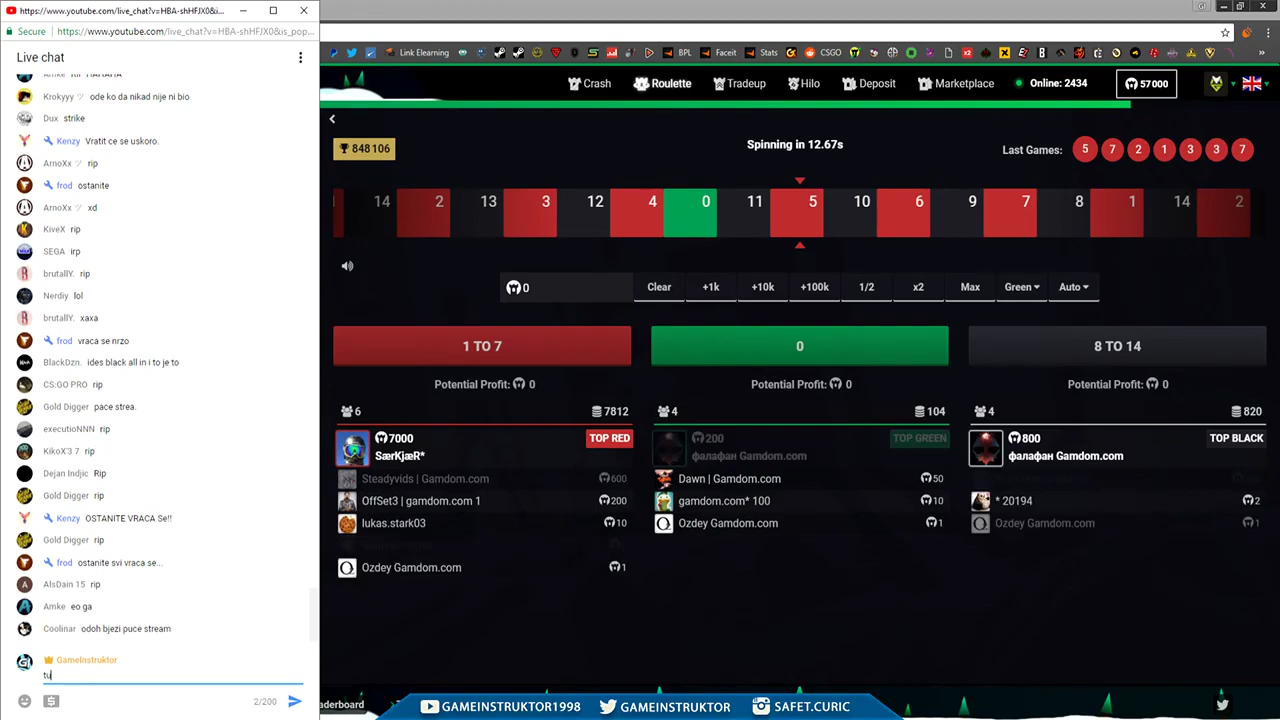 https://www.youtube.com/live_chat?v=HBA-shHFJX0&i...
Secure https://www.youtube.com/live_chat?v=HBA-shHFJX0&is_pop...
Live chat
Krokyyy ツ ode ko da nikad nije ni bio
Dux strike
Kenzy Vratit ce se uskoro.
ArnoXx ツ rip
frod ostanite
ArnoXx ツ xd
KiveX rip
SEGA irp
brutallY. rip
Nerdiy lol
brutallY. xaxa
frod vraca se nrzo
BlackDzn. ides black all in i to je to
CS:GO PRO rip
Gold Digger pace strea.
executioNNN rip
KikoX'3 7 rip
Dejan Indjic Rip
Gold Digger rip
Kenzy OSTANITE VRACA Se!!
Gold Digger rip
frod ostanite svi vraca se...
AlsDain 15 rip
Amke eo ga
Coolinar odoh bjezi puce stream
GameInstruktor
tu
2/200
Link Elearning
BPL
Faceit
Stats
CSGO
Crash
Roulette
Tradeup
Hilo
Deposit
Marketplace
Online: 2434
57000
848106
Spinning in 12.67s
Last Games: 5 7 2 1 3 3 7
14 2 13 3 12 4 0 11 5 10 6 9 7 8 1 14 2
0 Clear +1k +10k +100k 1/2 x2 Max Green Auto
1 TO 7
Potential Profit: 0
6 7812
7000 TOP RED
SærKjæR*
Steadyvids | Gamdom.com 600
OffSet3 | gamdom.com 1 200
lukas.stark03 10
Ozdey Gamdom.com 1
0
Potential Profit: 0
4 104
200 TOP GREEN
фалафан Gamdom.com
Dawn | Gamdom.com 50
gamdom.com* 100 10
Ozdey Gamdom.com 1
8 TO 14
Potential Profit: 0
4 820
800 TOP BLACK
фалафан Gamdom.com
* 20194 2
Ozdey Gamdom.com 1
aderboard
GAMEINSTRUKTOR1998
GAMEINSTRUKTOR
SAFET.CURIC